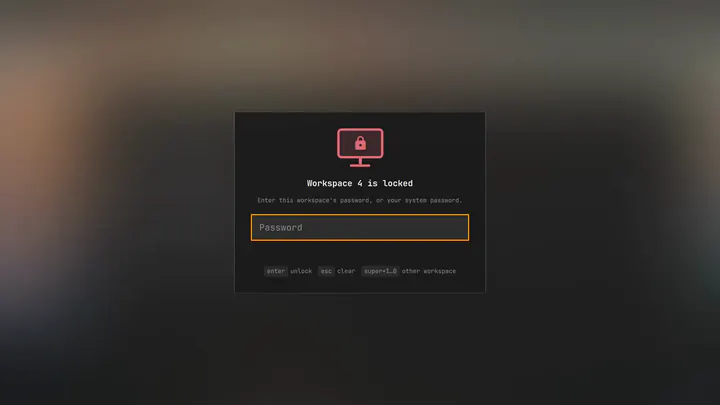 Workspace 4 is locked
Enter this workspace's password, or your system password.
Password
enter unlock esc clear super+1…0 other workspace